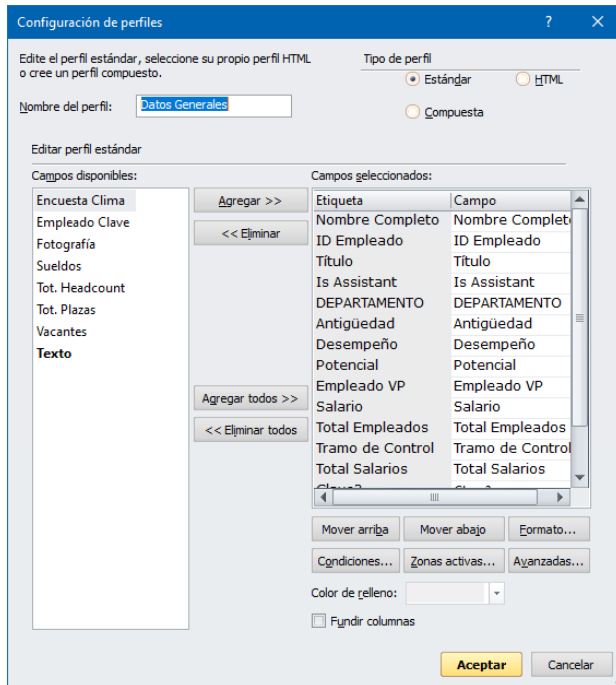 Configuración de perfiles
?
Edite el perfil estándar, seleccione su propio perfil HTML
o cree un perfil compuesto.
Tipo de perfil
Estándar
HTML
Compuesta
Nombre del perfil:
Datos Generales
Editar perfil estándar
Campos disponibles:
Encuesta Clima
Empleado Clave
Fotografía
Sueldos
Tot. Headcount
Tot. Plazas
Vacantes
Texto
Agregar >>
<< Eliminar
Agregar todos >>
<< Eliminar todos
Campos seleccionados:
Etiqueta Campo
Nombre Completo Nombre Complet
ID Empleado ID Empleado
Título Título
Is Assistant Is Assistant
DEPARTAMENTO DEPARTAMENTO
Antigüedad Antigüedad
Desempeño Desempeño
Potencial Potencial
Empleado VP Empleado VP
Salario Salario
Total Empleados Total Empleados
Tramo de Control Tramo de Control
Total Salarios Total Salarios
Mover arriba Mover abajo Formato...
Condiciones... Zonas activas... Avanzadas...
Color de relleno:
Fundir columnas
Aceptar Cancelar